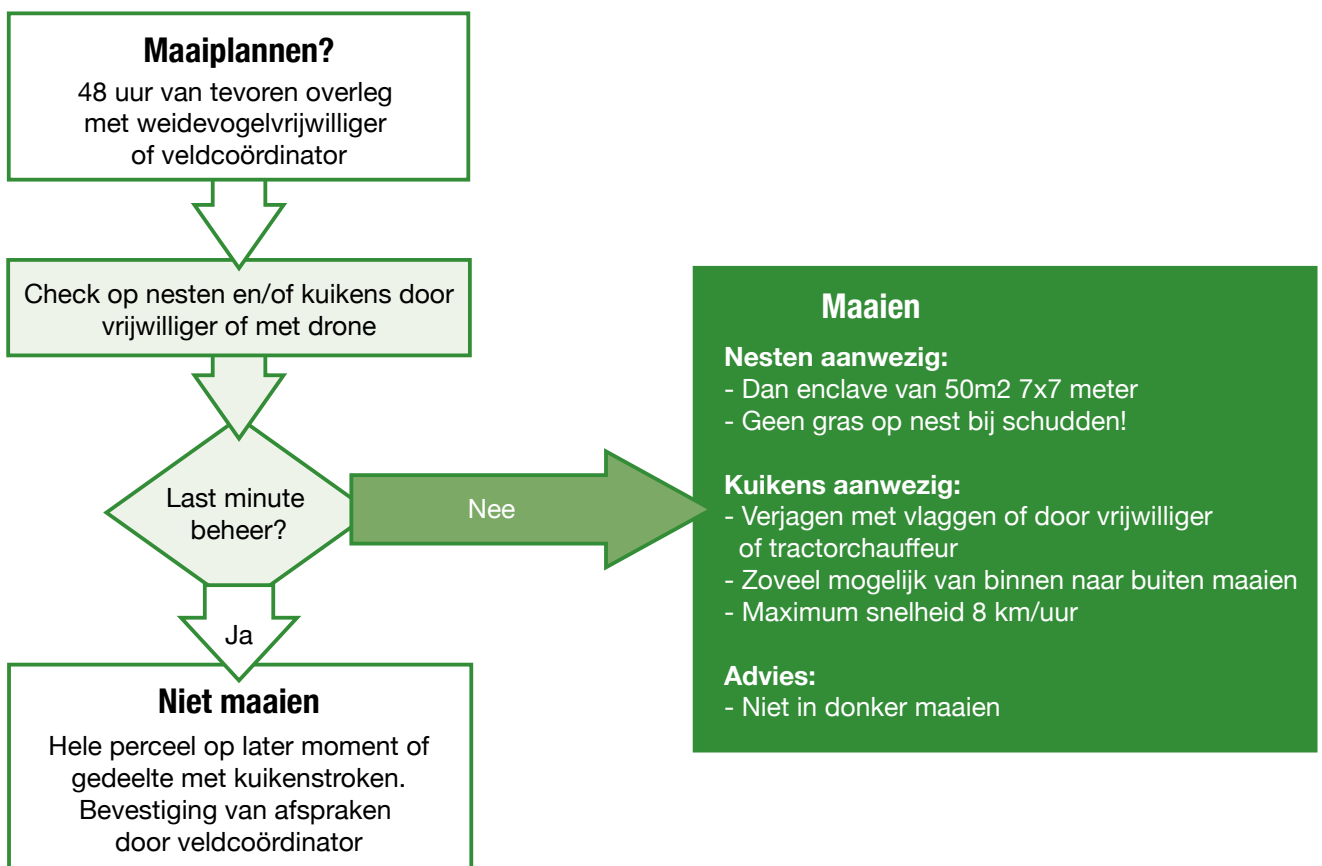 Maaiplannen?
48 uur van tevoren overleg
met weidevogelvrijwilliger
of veldcoördinator
Check op nesten en/of kuikens door
vrijwilliger of met drone
Last minute
beheer?
Nee
Ja
Niet maaien
Hele perceel op later moment of
gedeelte met kuikenstroken.
Bevestiging van afspraken
door veldcoördinator
Maaien
Nesten aanwezig:
- Dan enclave van 50m2 7x7 meter
- Geen gras op nest bij schudden!
Kuikens aanwezig:
- Verjagen met vlaggen of door vrijwilliger
of tractorchauffeur
- Zoveel mogelijk van binnen naar buiten maaien
- Maximum snelheid 8 km/uur
Advies:
- Niet in donker maaien